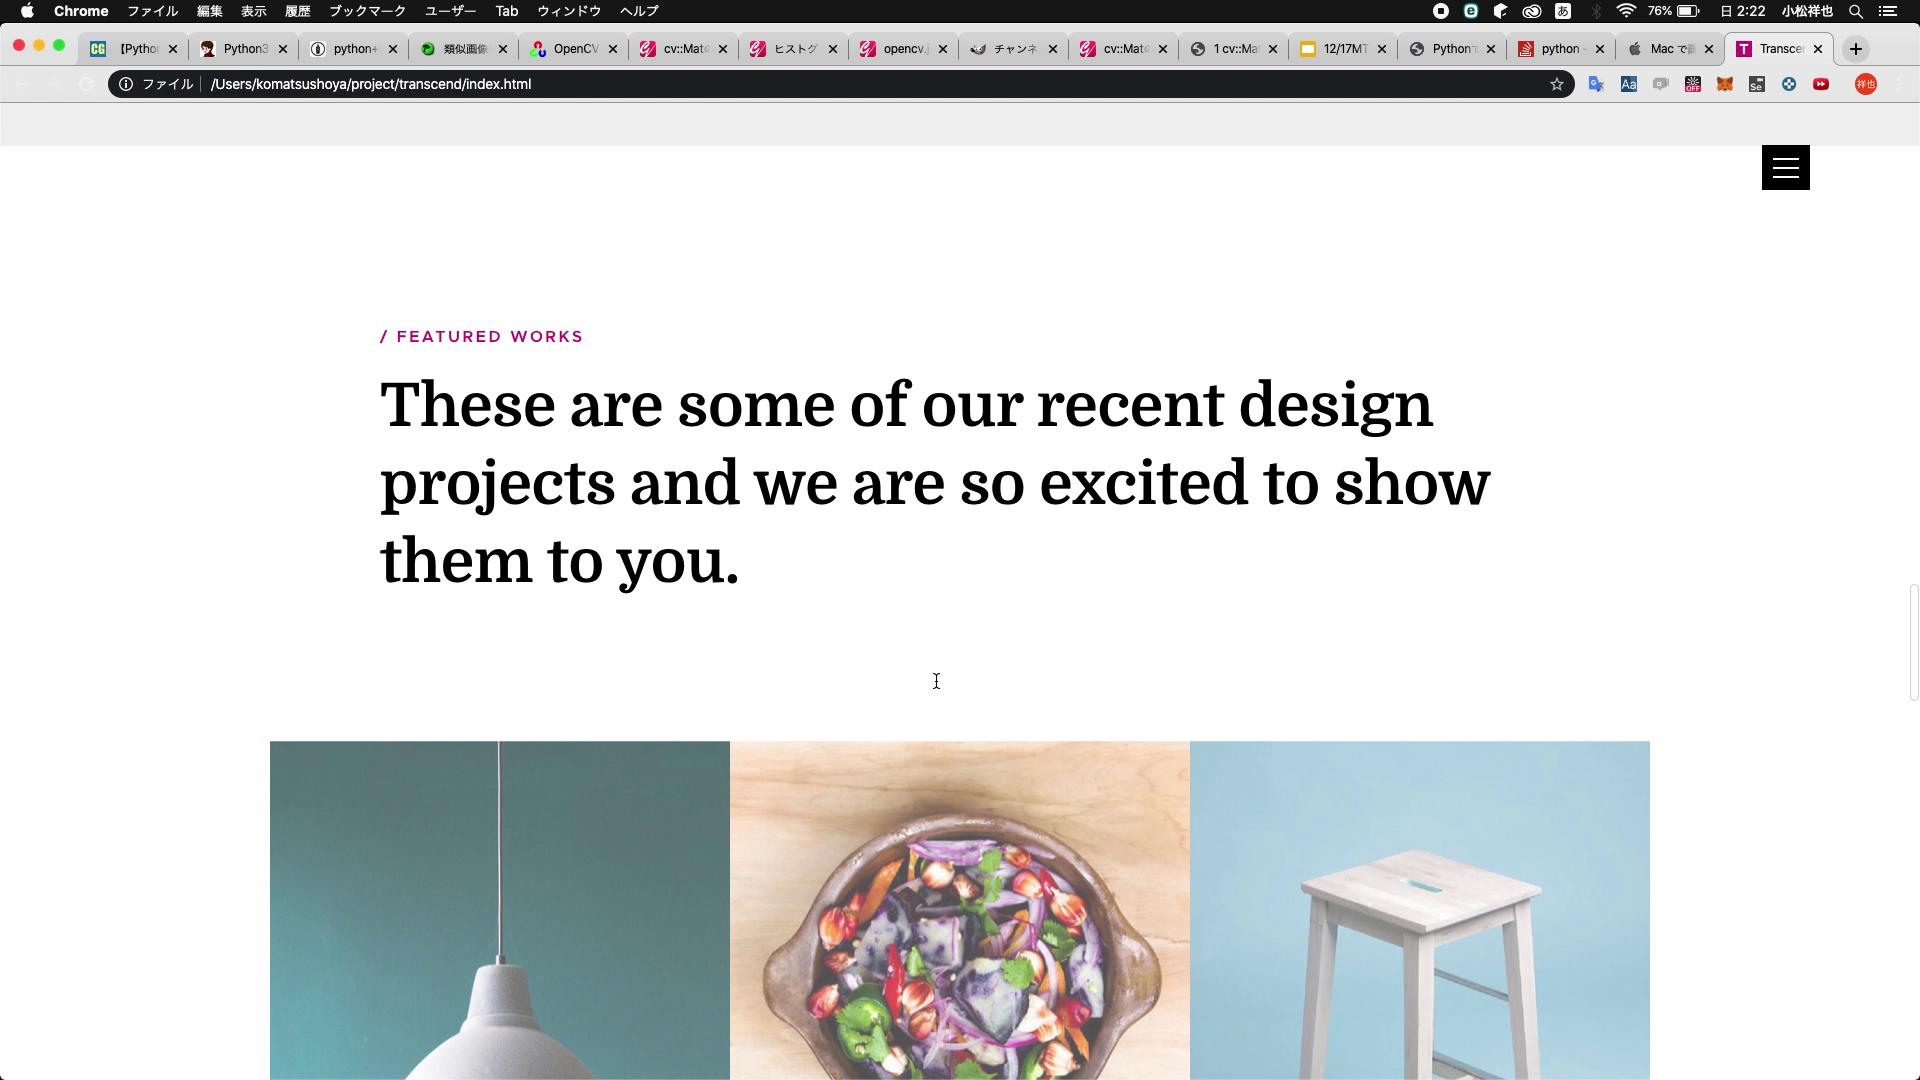 Chrome ファイル 編集 表示 履歴 ブックマーク ユーザー Tab ウィンドウ ヘルプ 76% 日 2:22 小松祥也
【Pythor Python3 python+ 類似画像 OpenCV cv::Mat ヒストグ opencv. チャンネ cv::Mat 1 cv::Ma 12/17MT Python python - Mac で Transcer
ファイル /Users/komatsushoya/project/transcend/index.html
/ FEATURED WORKS
These are some of our recent design
projects and we are so excited to show
them to you.